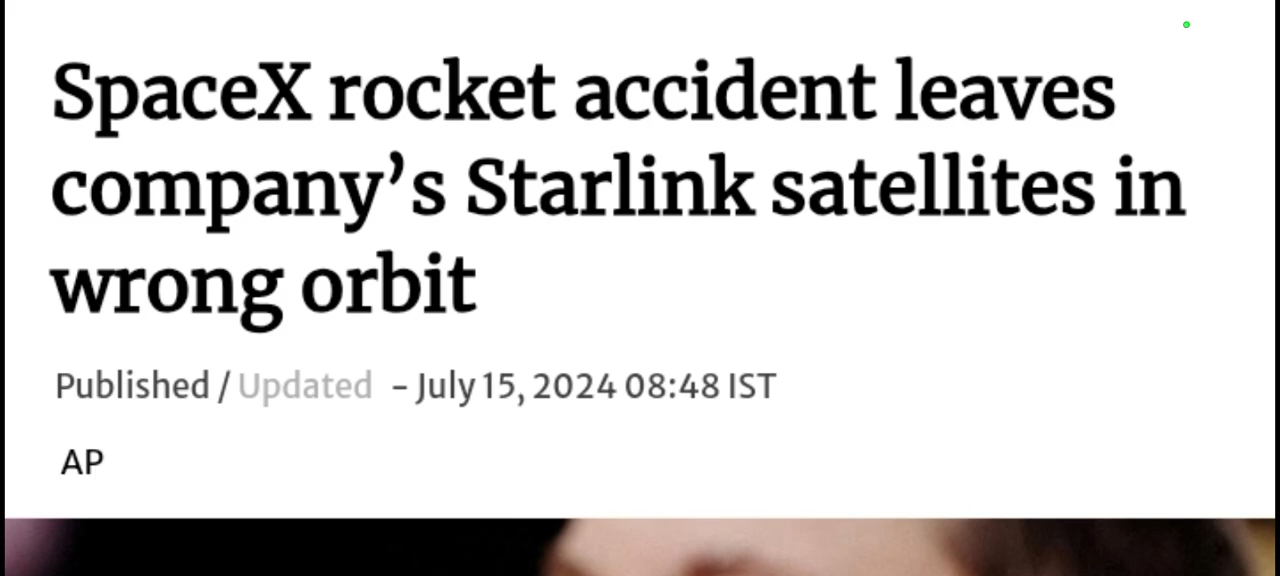 SpaceX rocket accident leaves
company’s Starlink satellites in
wrong orbit
Published / Updated - July 15, 2024 08:48 IST
AP